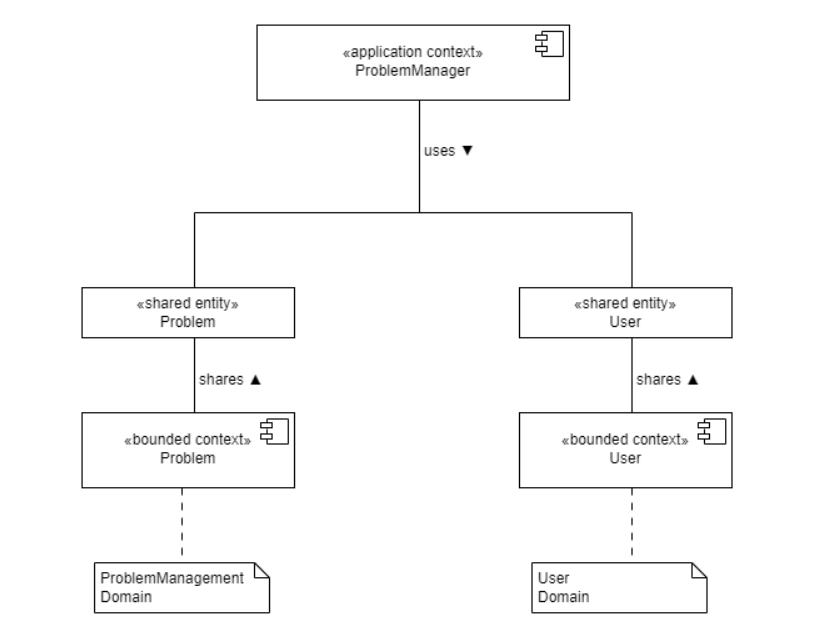 «application context»
ProblemManager
uses ▼
«shared entity»
Problem
«shared entity»
User
shares ▲
shares ▲
«bounded context»
Problem
«bounded context»
User
ProblemManagement
Domain
User
Domain